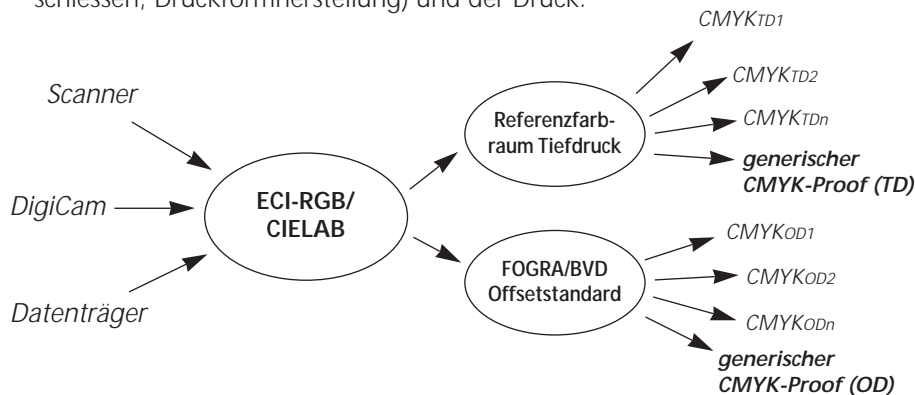 schliessen, Druckformherstellung) und der Druck.
CMYKTD1
Scanner
CMYKTD2
Referenzfarb-
raum Tiefdruck
CMYKTDn
generischer
CMYK-Proof (TD)
ECI-RGB/
CIELAB
DigiCam
CMYKOD1
FOGRA/BVD
Offsetstandard
CMYKOD2
Datenträger
CMYKODn
generischer
CMYK-Proof (OD)